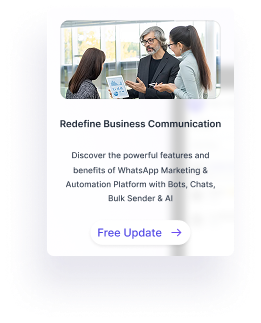 Redefine Business Communication
Discover the powerful features and
benefits of WhatsApp Marketing &
Automation Platform with Bots, Chats,
Bulk Sender & AI
Free Update →